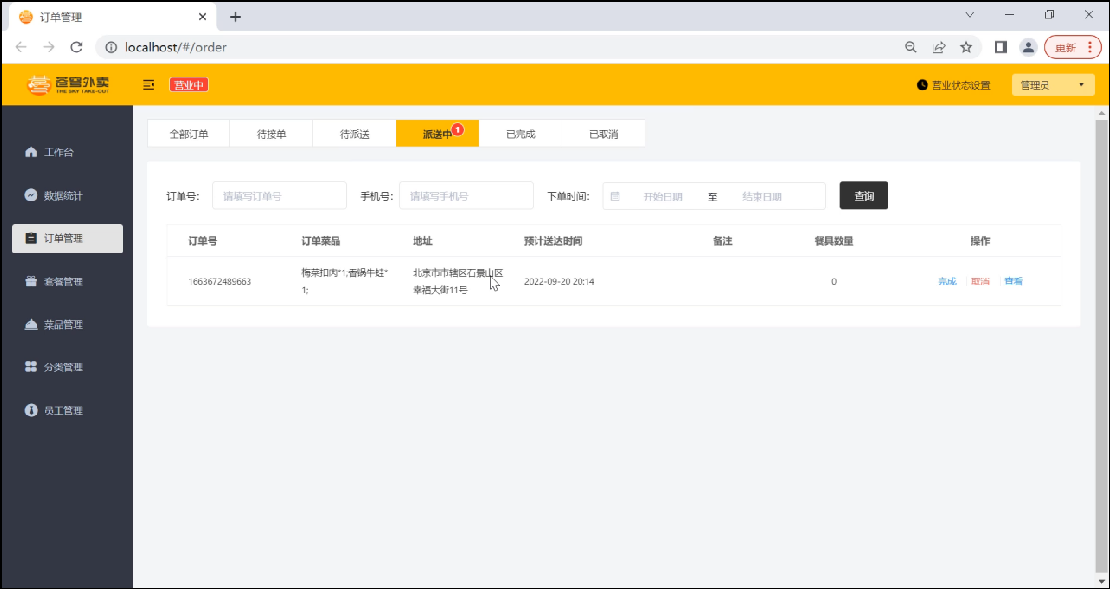 订单管理
localhost/#/order
更新
苍穹外卖
THE SKY TAKE-OUT
营业中
营业状态设置
管理员
工作台
数据统计
订单管理
套餐管理
菜品管理
分类管理
员工管理
全部订单 待接单 待派送 派送中 1 已完成 已取消
订单号: 请填写订单号 手机号: 请填写手机号 下单时间: 开始日期 至 结束日期 查询
订单号 订单菜品 地址 预计送达时间 备注 餐具数量 操作
1663672489663 梅菜扣肉*1;香锅牛蛙*1; 北京市市辖区石景山区幸福大街11号 2022-09-20 20:14 0 完成 取消 查看